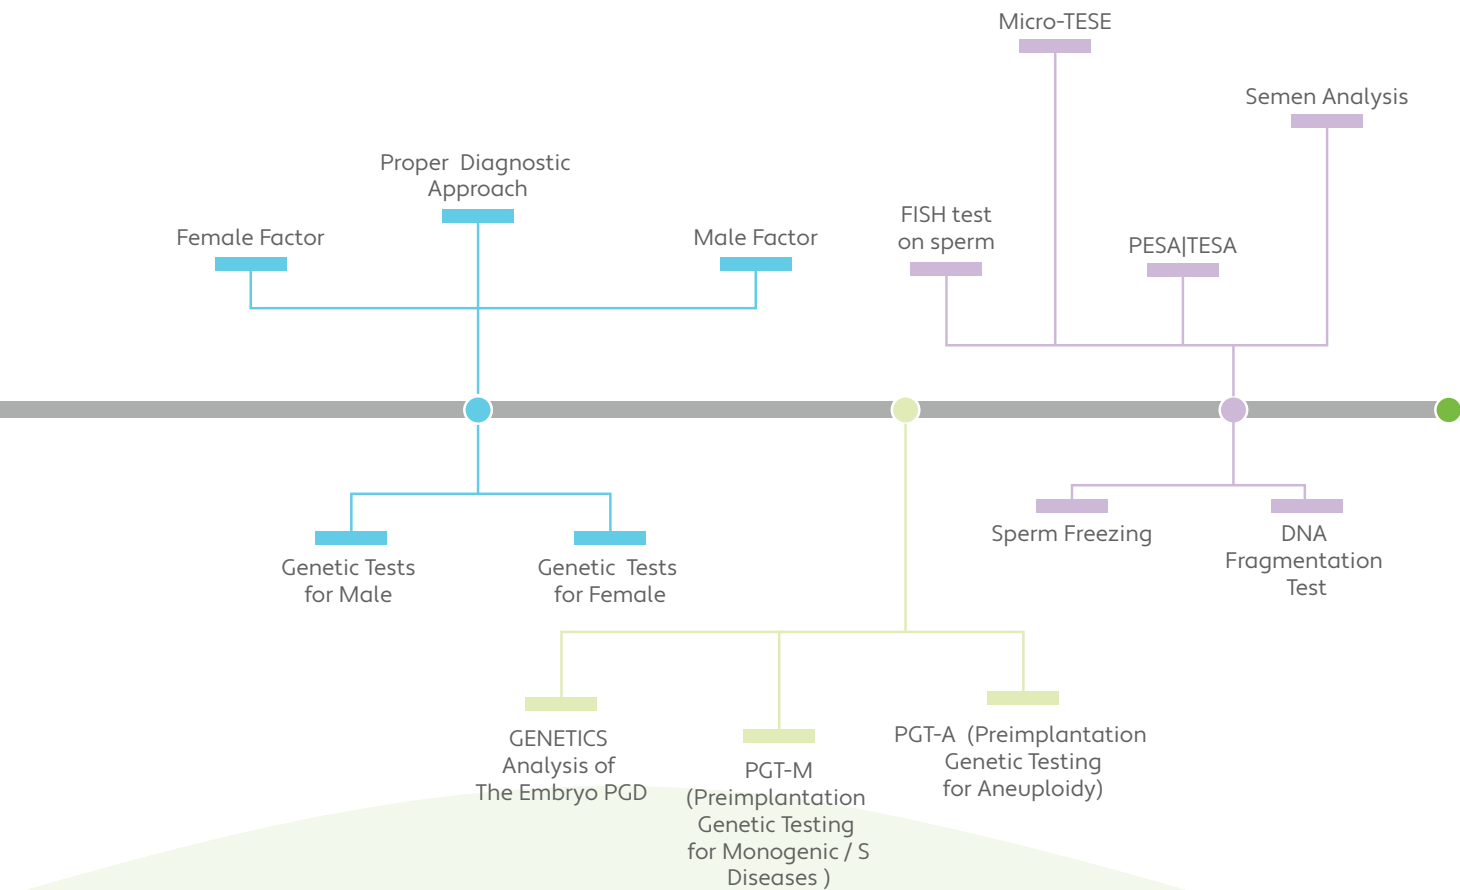 Micro-TESE
Semen Analysis
Proper Diagnostic
Approach
Female Factor
Male Factor
FISH test
on sperm
PESA|TESA
Genetic Tests
for Male
Genetic Tests
for Female
Sperm Freezing
DNA
Fragmentation
Test
GENETICS
Analysis of
The Embryo PGD
PGT-M
(Preimplantation
Genetic Testing
for Monogenic / S
Diseases )
PGT-A (Preimplantation
Genetic Testing
for Aneuploidy)